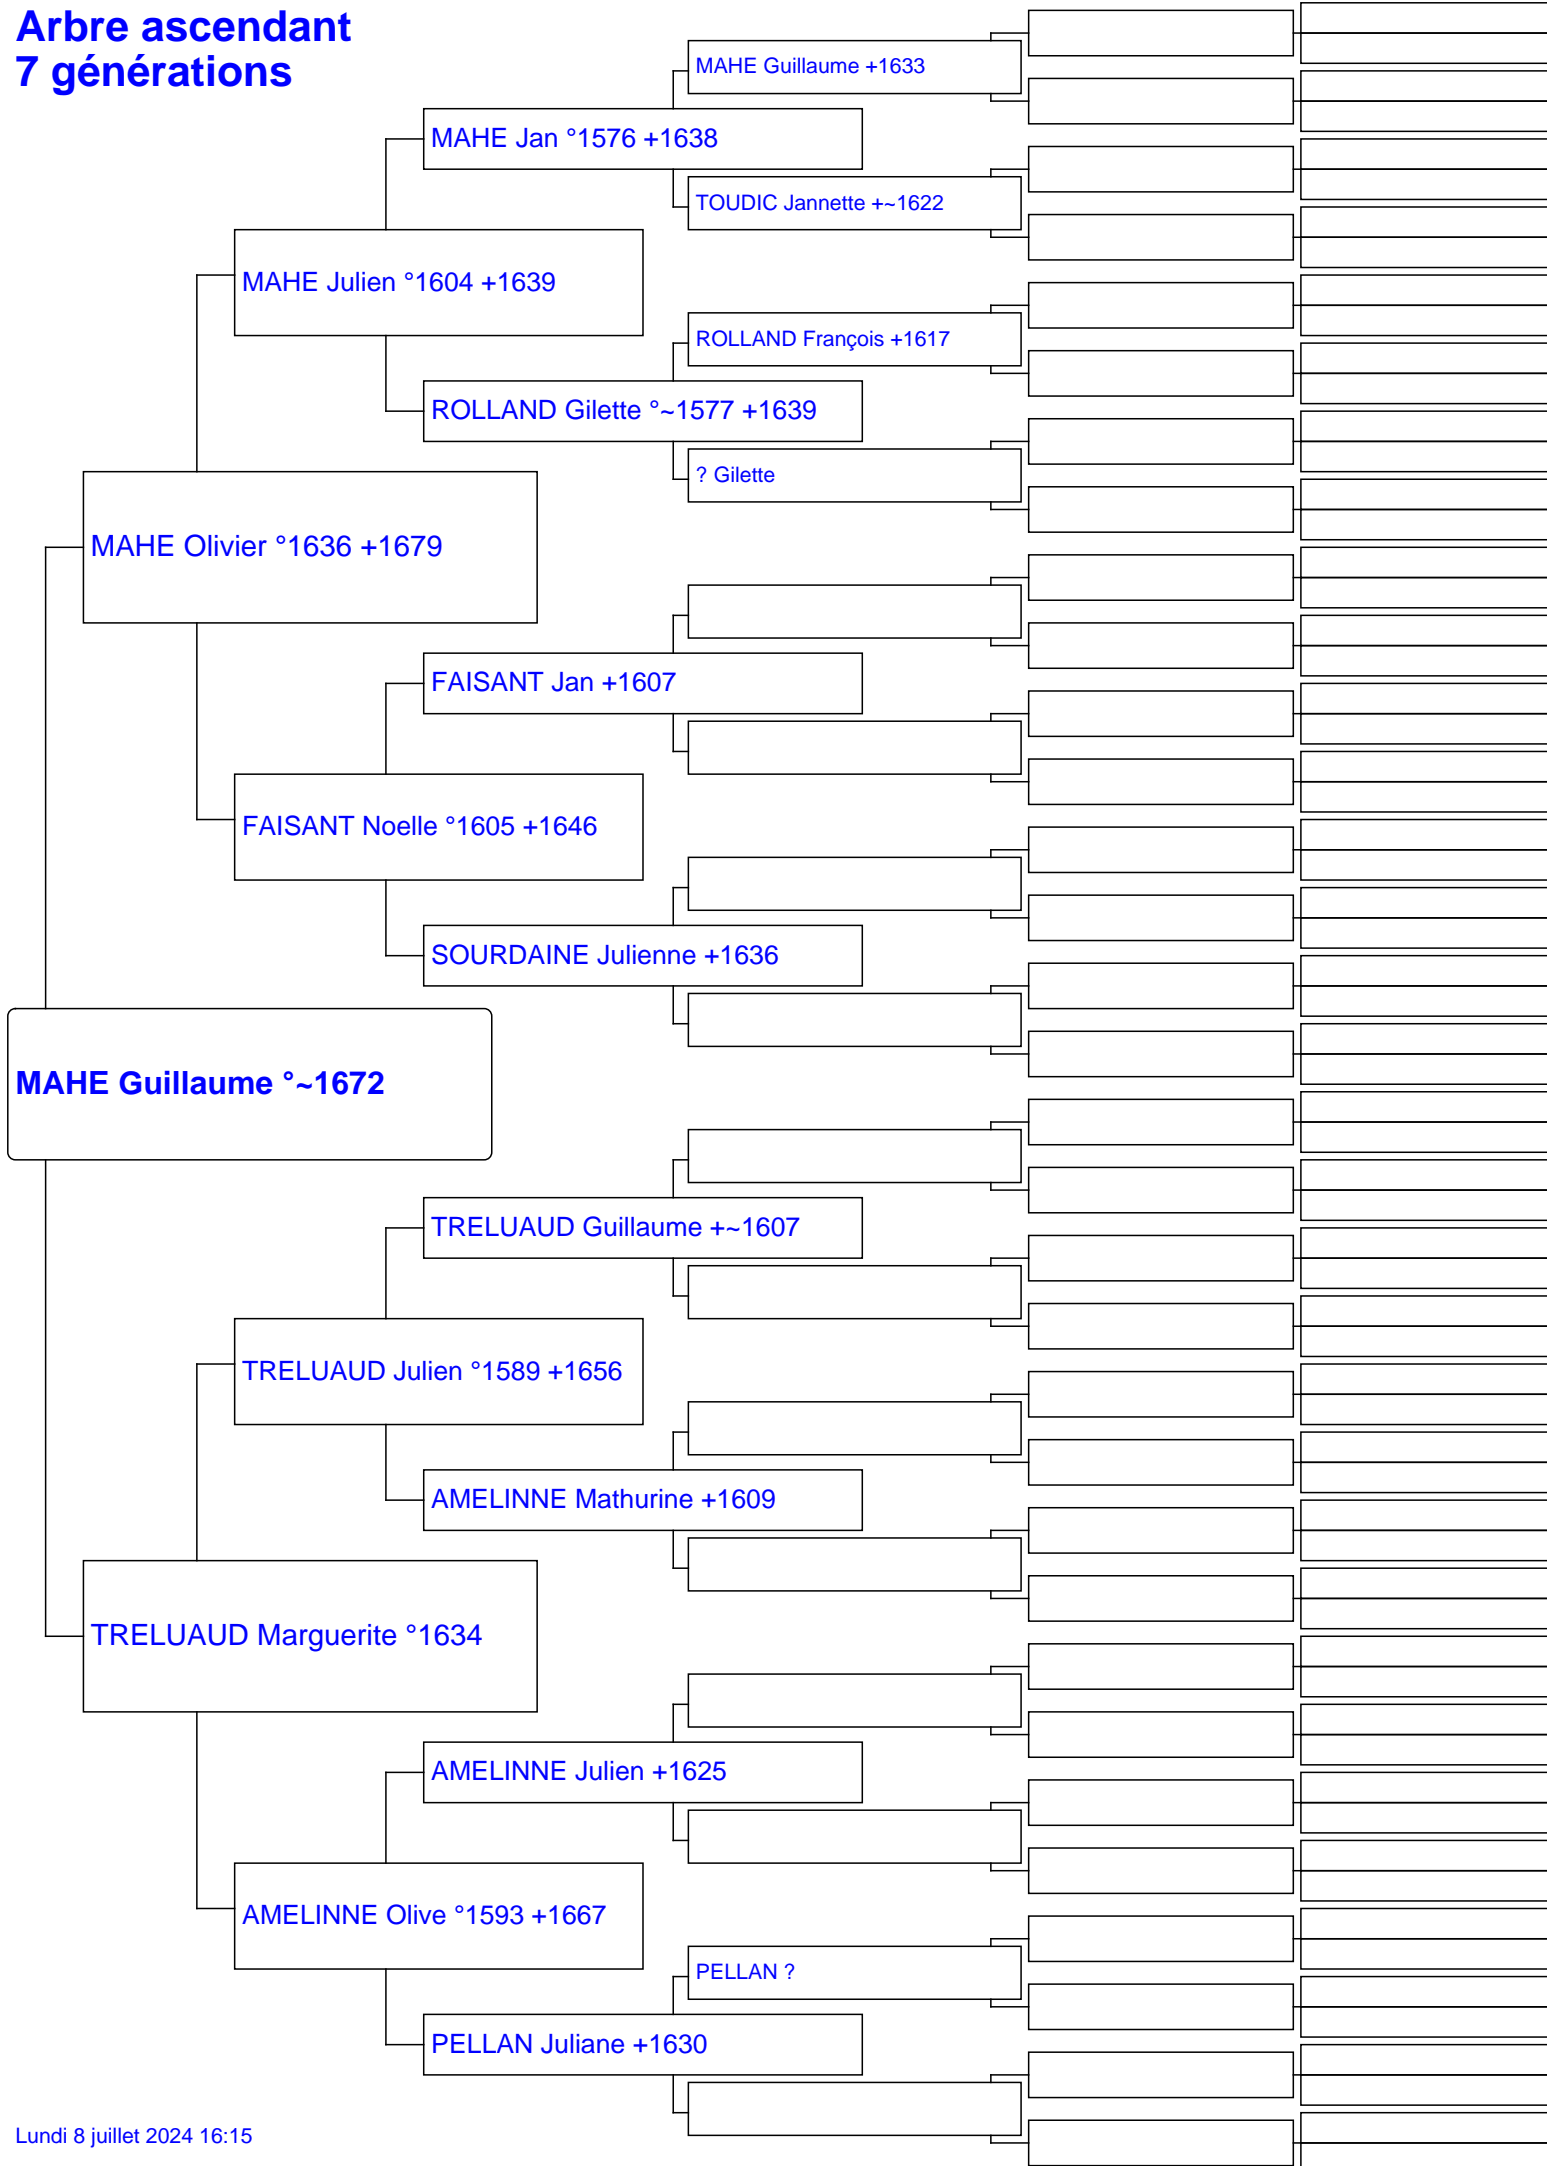 Arbre ascendant
7 générations
MAHE Guillaume +1633
MAHE Jan °1576 +1638
TOUDIC Jannette +~1622
MAHE Julien °1604 +1639
ROLLAND François +1617
ROLLAND Gilette °~1577 +1639
? Gilette
MAHE Olivier °1636 +1679
FAISANT Jan +1607
FAISANT Noelle °1605 +1646
SOURDAINE Julienne +1636
MAHE Guillaume °~1672
TRELUAUD Guillaume +~1607
TRELUAUD Julien °1589 +1656
AMELINNE Mathurine +1609
TRELUAUD Marguerite °1634
AMELINNE Julien +1625
AMELINNE Olive °1593 +1667
PELLAN ?
PELLAN Juliane +1630
Lundi 8 juillet 2024 16:15